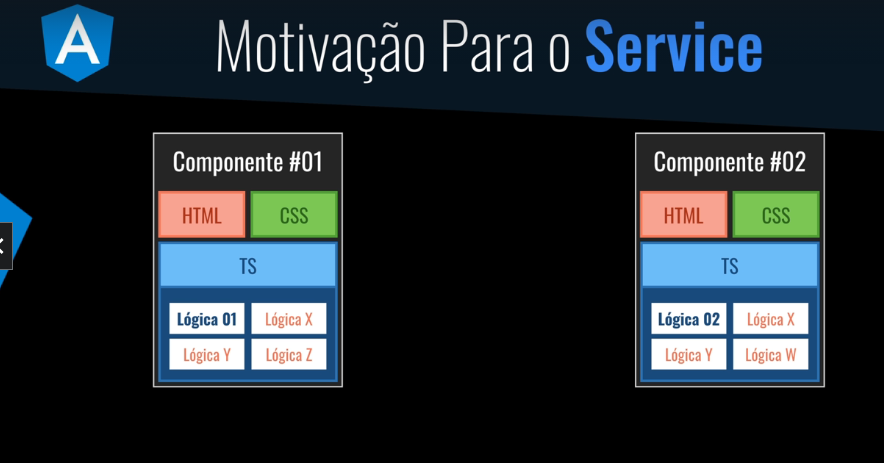 A
Motivação Para o Service
Componente #01
HTML
CSS
TS
Lógica 01
Lógica X
Lógica Y
Lógica Z
Componente #02
HTML
CSS
TS
Lógica 02
Lógica X
Lógica Y
Lógica W